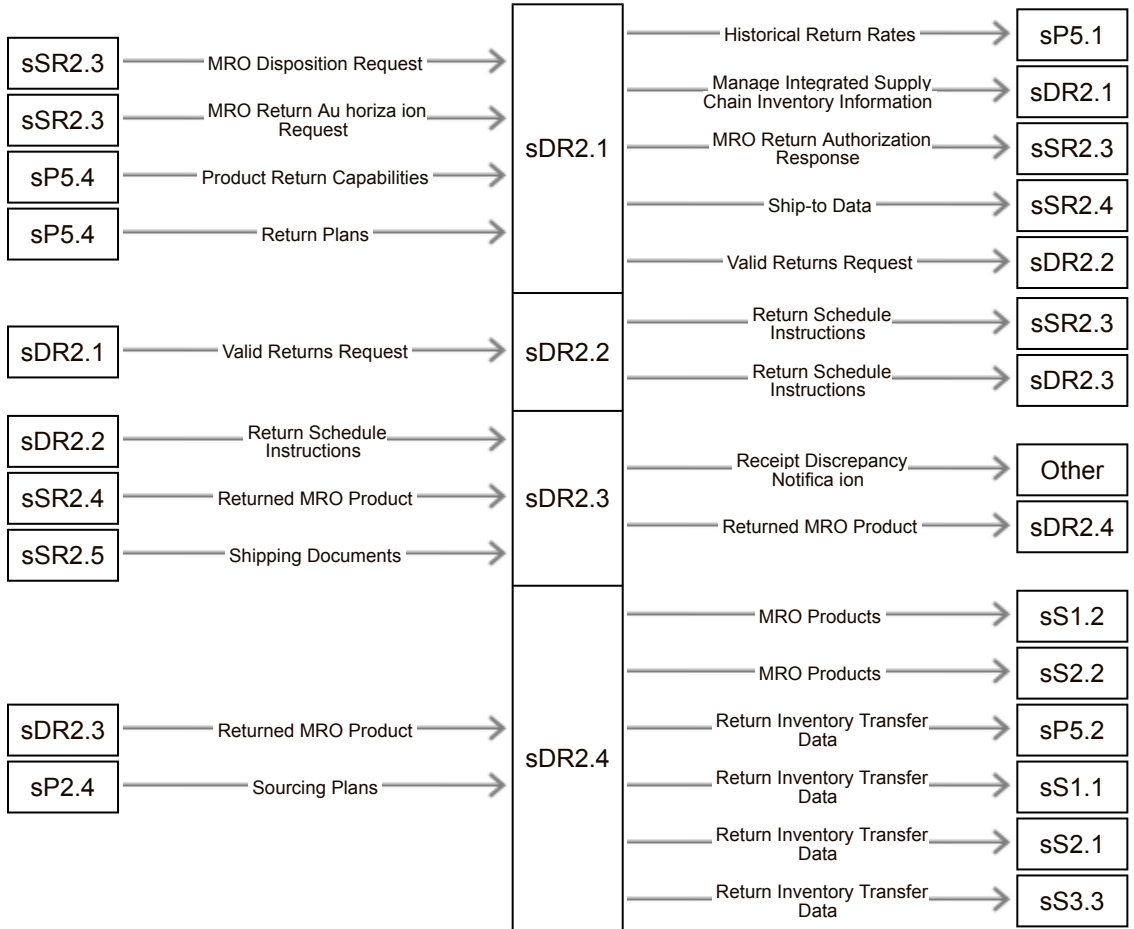 sSR2.3
MRO Disposition Request
sSR2.3
MRO Return Au horiza ion
Request
sP5.4
Product Return Capabilities
sP5.4
Return Plans
sDR2.1
Historical Return Rates
sP5.1
Manage Integrated Supply
Chain Inventory Information
sDR2.1
MRO Return Authorization
Response
sSR2.3
Ship-to Data
sSR2.4
Valid Returns Request
sDR2.2
sDR2.1
Valid Returns Request
sDR2.2
Return Schedule
Instructions
sSR2.3
Return Schedule
Instructions
sDR2.3
sDR2.2
Return Schedule
Instructions
sSR2.4
Returned MRO Product
sSR2.5
Shipping Documents
sDR2.3
Receipt Discrepancy
Notifica ion
Other
Returned MRO Product
sDR2.4
sDR2.3
Returned MRO Product
sP2.4
Sourcing Plans
sDR2.4
MRO Products
sS1.2
MRO Products
sS2.2
Return Inventory Transfer
Data
sP5.2
Return Inventory Transfer
Data
sS1.1
Return Inventory Transfer
Data
sS2.1
Return Inventory Transfer
Data
sS3.3